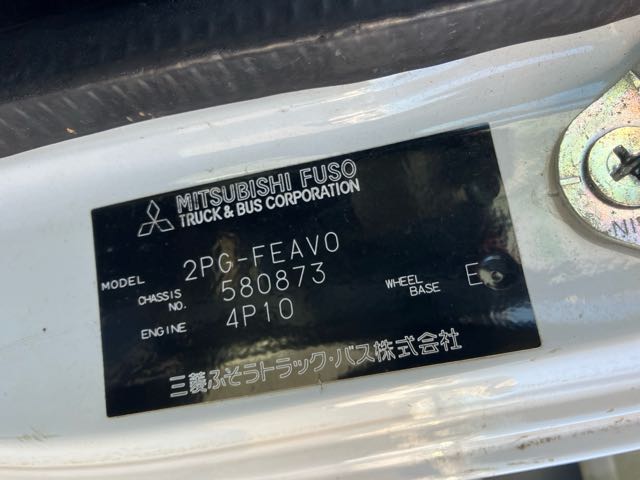 MITSUBISHI FUSO
TRUCK & BUS CORPORATION
MODEL 2PG-FEAV0
CHASSIS NO. 580873
ENGINE 4P10
WHEEL BASE E
三菱ふそうトラック・バス株式会社
NI